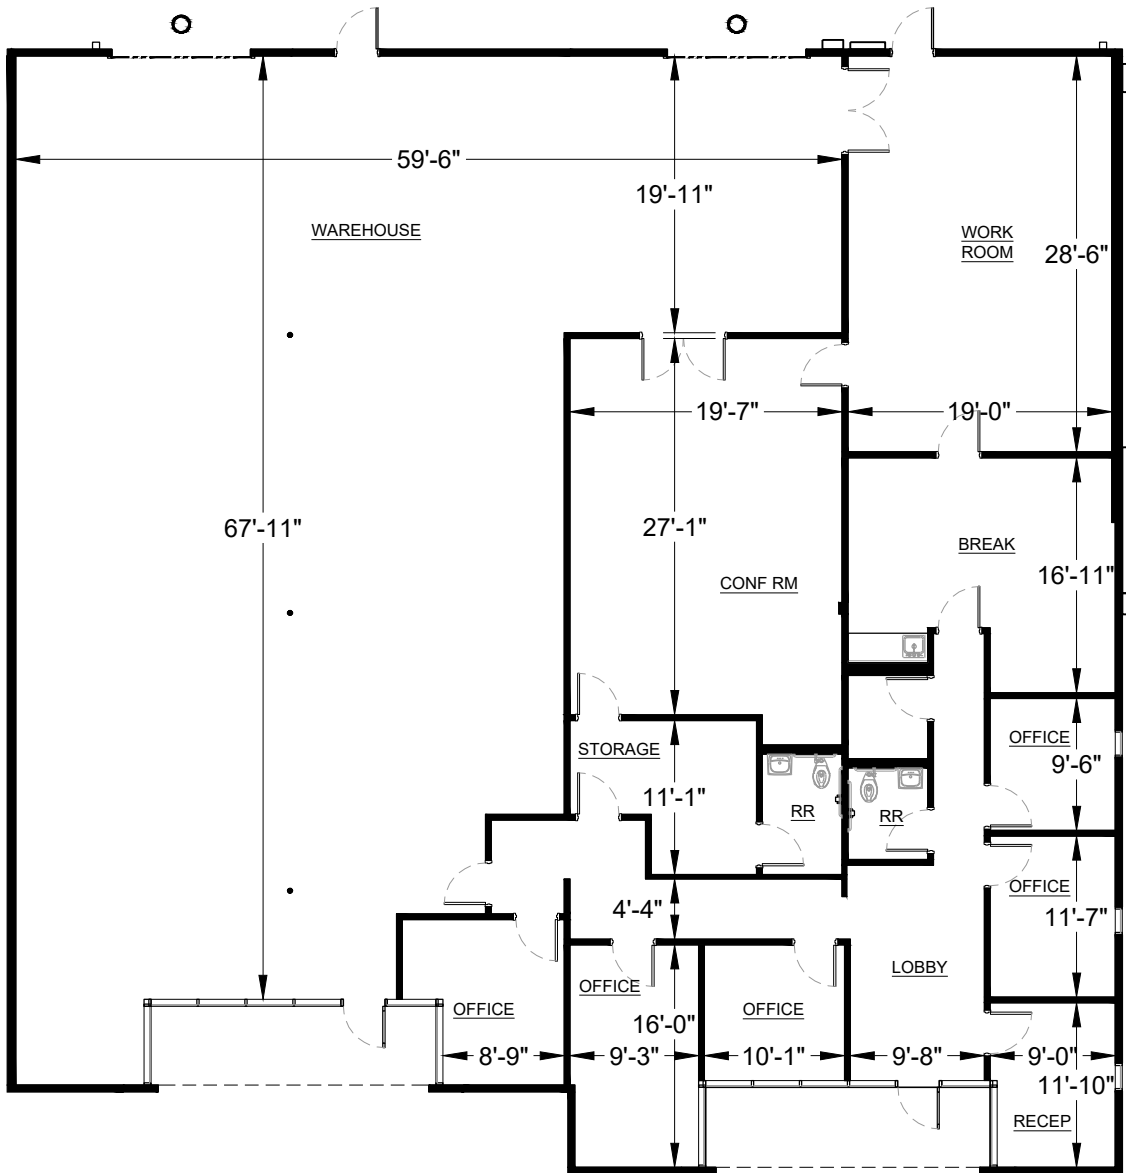 59'-6"
19'-11"
WAREHOUSE
WORK
ROOM
28'-6"
19'-7"
19'-0"
67'-11"
27'-1"
BREAK
16'-11"
CONF RM
OFFICE
STORAGE
9'-6"
11'-1"
RR
RR
OFFICE
4'-4"
11'-7"
LOBBY
OFFICE
OFFICE
OFFICE
16'-0"
8'-9"
9'-3"
10'-1"
9'-8"
9'-0"
11'-10"
RECEP